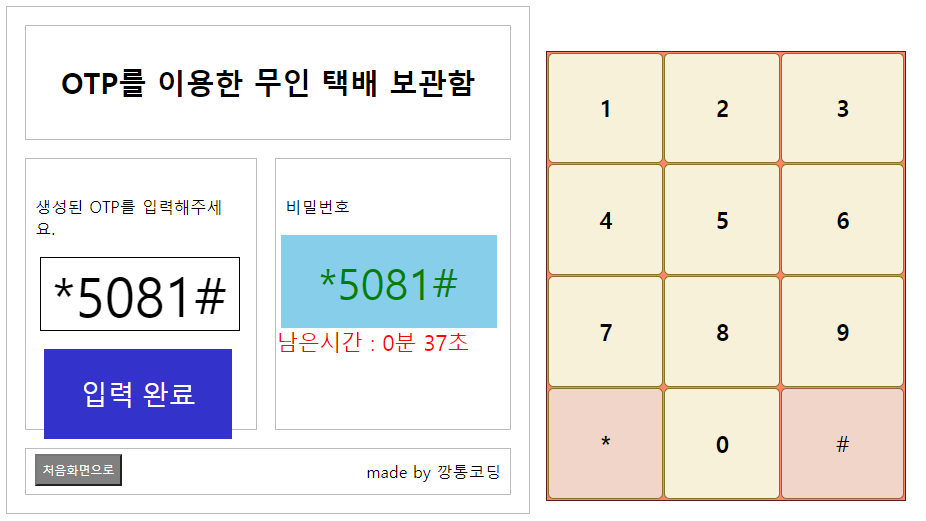 OTP를 이용한 무인 택배 보관함
생성된 OTP를 입력해주세
요.
*5081#
입력 완료
비밀번호
*5081#
남은시간 : 0분 37초
처음화면으로
made by 깡통코딩
1 2 3
4 5 6
7 8 9
* 0 #